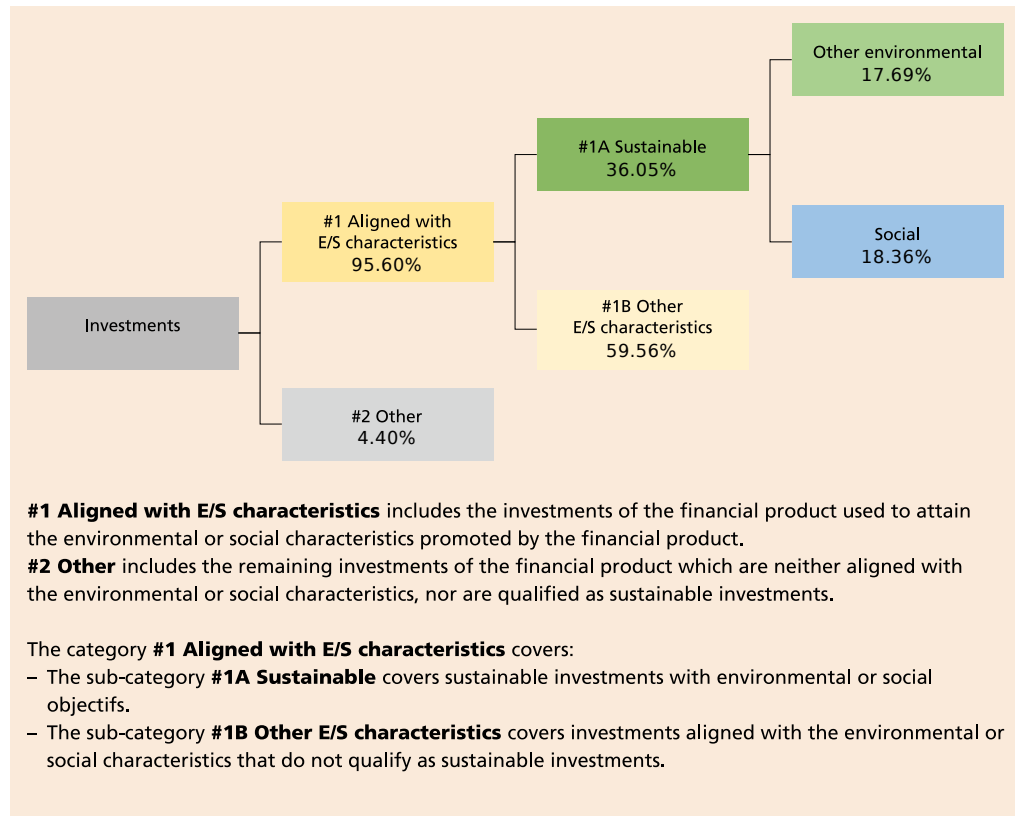 Other environmental
17.69%
#1A Sustainable
36.05%
#1 Aligned with
E/S characteristics
95.60%
Social
18.36%
Investments
#1B Other
E/S characteristics
59.56%
#2 Other
4.40%
#1 Aligned with E/S characteristics includes the investments of the financial product used to attain
the environmental or social characteristics promoted by the financial product.
#2 Other includes the remaining investments of the financial product which are neither aligned with
the environmental or social characteristics, nor are qualified as sustainable investments.
The category #1 Aligned with E/S characteristics covers:
– The sub-category #1A Sustainable covers sustainable investments with environmental or social
objectifs.
– The sub-category #1B Other E/S characteristics covers investments aligned with the environmental or
social characteristics that do not qualify as sustainable investments.